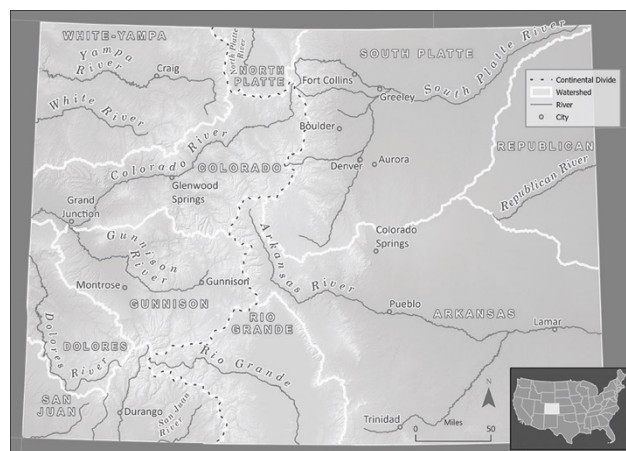 WHITE-YAMPA
Yampa
River
Craig
North Platte
River
NORTH
PLATTE
SOUTH PLATTE
South Platte River
Fort Collins
Greeley
Continental Divide
Watershed
River
City
White River
Boulder
REPUBLICAN
Republican River
Colorado River
COLORADO
Denver
Aurora
Glenwood
Springs
Grand
Junction
Gunnison
River
Arkansas River
Colorado
Springs
Montrose
Gunnison
GUNNISON
RIO
GRANDE
Pueblo
ARKANSAS
Lamar
Dolores
River
DOLORES
Rio Grande
SAN
JUAN
Durango
San Juan
River
Trinidad
N
Miles
0 50